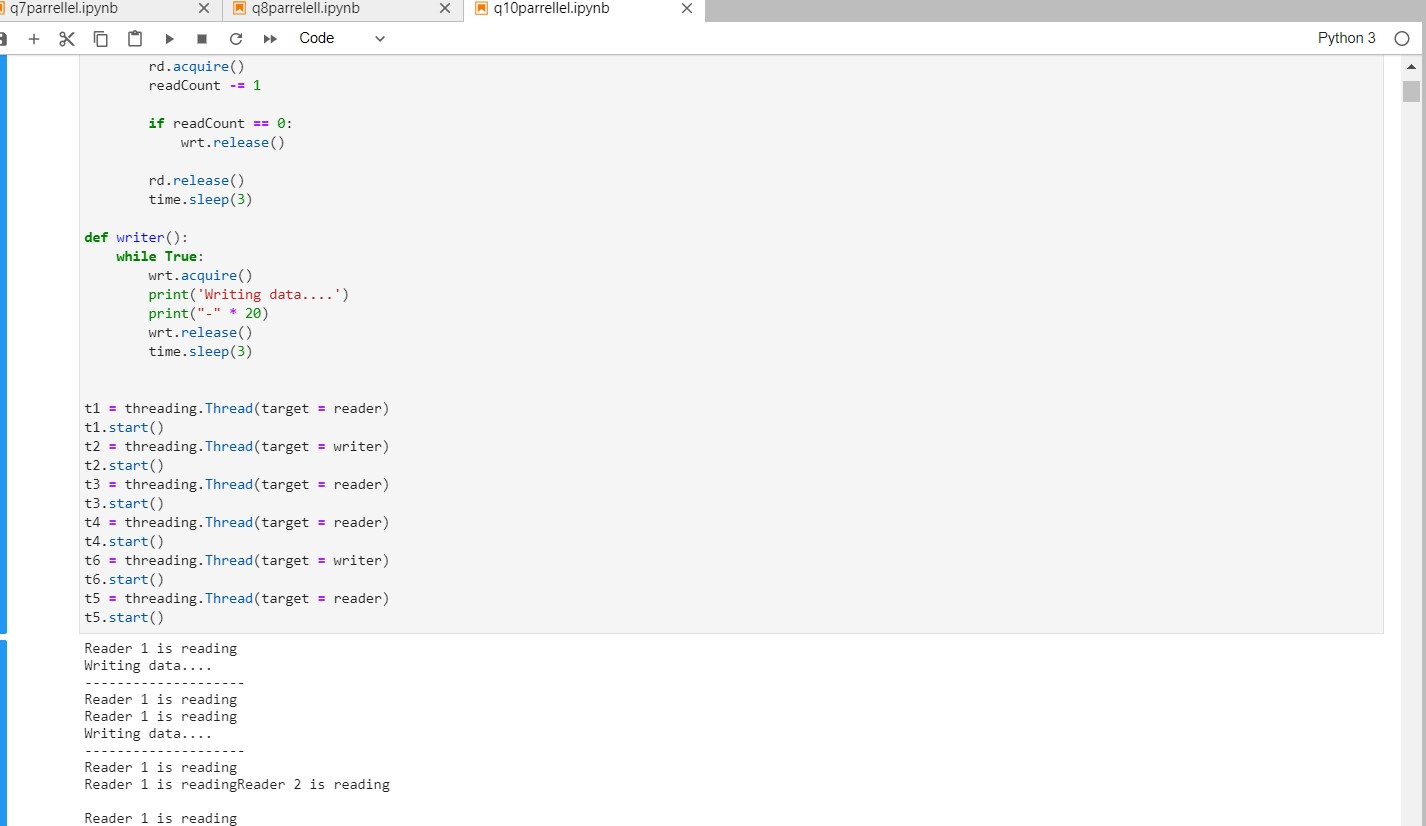 q7parrellel.ipynb q8parrelell.ipynb q10parrellel.ipynb
Code Python 3
rd.acquire()
readCount -= 1
if readCount == 0:
wrt.release()
rd.release()
time.sleep(3)
def writer():
while True:
wrt.acquire()
print('Writing data....')
print("-" * 20)
wrt.release()
time.sleep(3)
t1 = threading.Thread(target = reader)
t1.start()
t2 = threading.Thread(target = writer)
t2.start()
t3 = threading.Thread(target = reader)
t3.start()
t4 = threading.Thread(target = reader)
t4.start()
t6 = threading.Thread(target = writer)
t6.start()
t5 = threading.Thread(target = reader)
t5.start()
Reader 1 is reading
Writing data....
--------------------
Reader 1 is reading
Reader 1 is reading
Writing data....
--------------------
Reader 1 is reading
Reader 1 is readingReader 2 is reading
Reader 1 is reading